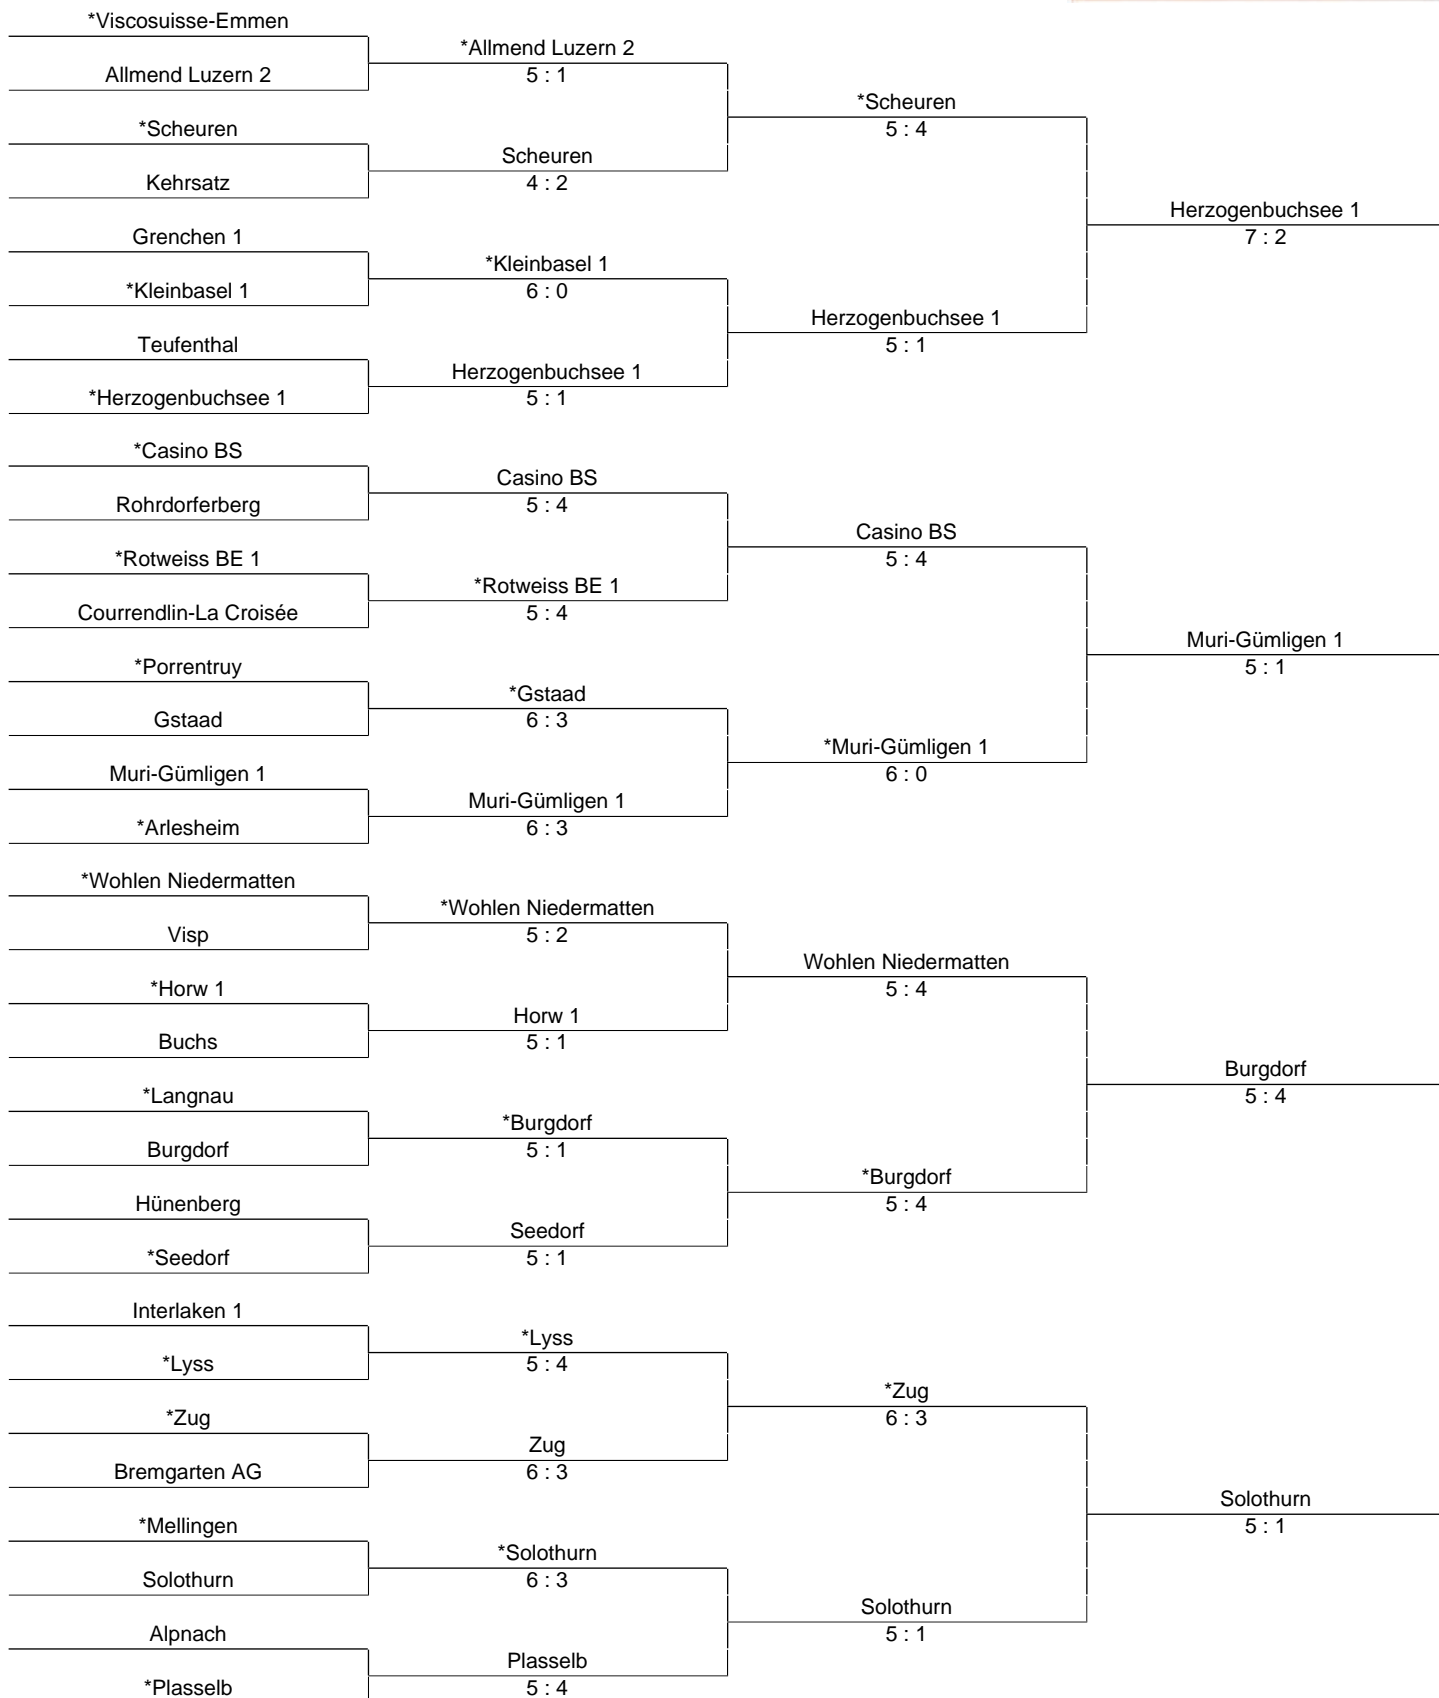 *Viscosuisse-Emmen
Allmend Luzern 2
*Scheuren
Kehrsatz
Grenchen 1
*Kleinbasel 1
Teufenthal
*Herzogenbuchsee 1
*Casino BS
Rohrdorferberg
*Rotweiss BE 1
Courrendlin-La Croisée
*Porrentruy
Gstaad
Muri-Gümligen 1
*Arlesheim
*Wohlen Niedermatten
Visp
*Horw 1
Buchs
*Langnau
Burgdorf
Hünenberg
*Seedorf
Interlaken 1
*Lyss
*Zug
Bremgarten AG
*Mellingen
Solothurn
Alpnach
*Plasselb
*Allmend Luzern 2
5 : 1
Scheuren
4 : 2
*Kleinbasel 1
6 : 0
Herzogenbuchsee 1
5 : 1
Casino BS
5 : 4
*Rotweiss BE 1
5 : 4
*Gstaad
6 : 3
Muri-Gümligen 1
6 : 3
*Wohlen Niedermatten
5 : 2
Horw 1
5 : 1
*Burgdorf
5 : 1
Seedorf
5 : 1
*Lyss
5 : 4
Zug
6 : 3
*Solothurn
6 : 3
Plasselb
5 : 4
*Scheuren
5 : 4
Herzogenbuchsee 1
5 : 1
Casino BS
5 : 4
*Muri-Gümligen 1
6 : 0
Wohlen Niedermatten
5 : 4
*Burgdorf
5 : 4
*Zug
6 : 3
Solothurn
5 : 1
Herzogenbuchsee 1
7 : 2
Muri-Gümligen 1
5 : 1
Burgdorf
5 : 4
Solothurn
5 : 1